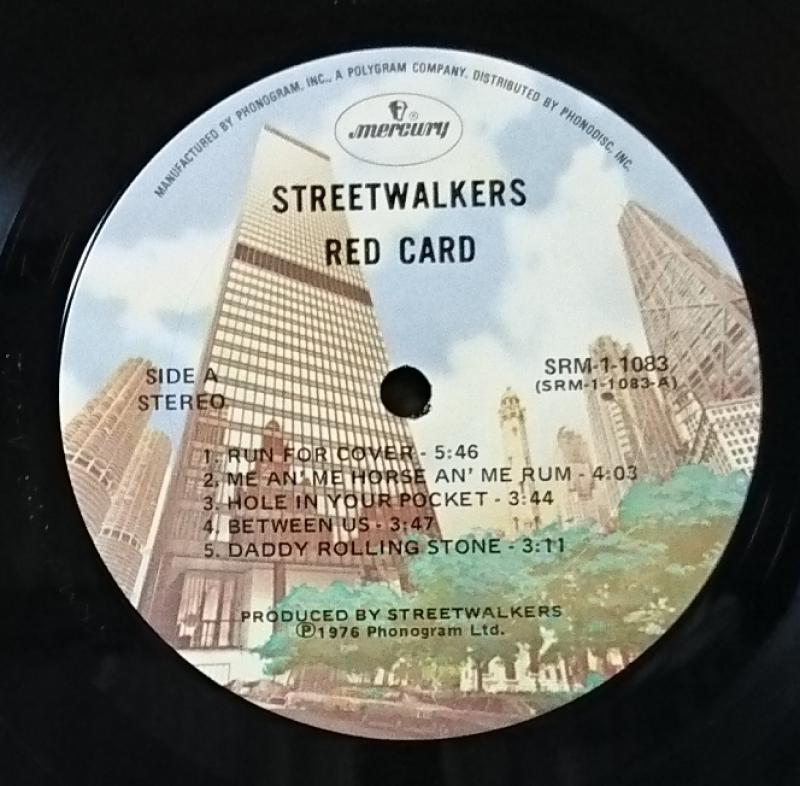 MANUFACTURED BY PHONOGRAM, INC., A POLYGRAM COMPANY. DISTRIBUTED BY PHONODISC, INC.
mercury
®
STREETWALKERS
RED CARD
SIDE A
STEREO
SRM-1-1083
(SRM-1-1083-A)
1. RUN FOR COVER - 5:46
2. ME AN' ME HORSE AN' ME RUM - 4:03
3. HOLE IN YOUR POCKET - 3:44
4. BETWEEN US - 3:47
5. DADDY ROLLING STONE - 3:11
PRODUCED BY STREETWALKERS
℗1976 Phonogram Ltd.